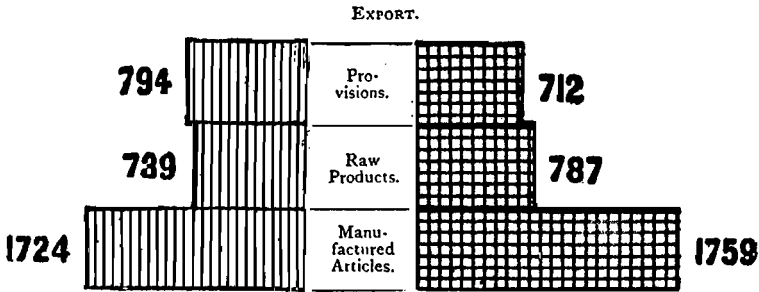 EXPORT.
794
Pro-
visions.
712
739
Raw
Products.
787
1724
Manu-
factured
Articles.
1759